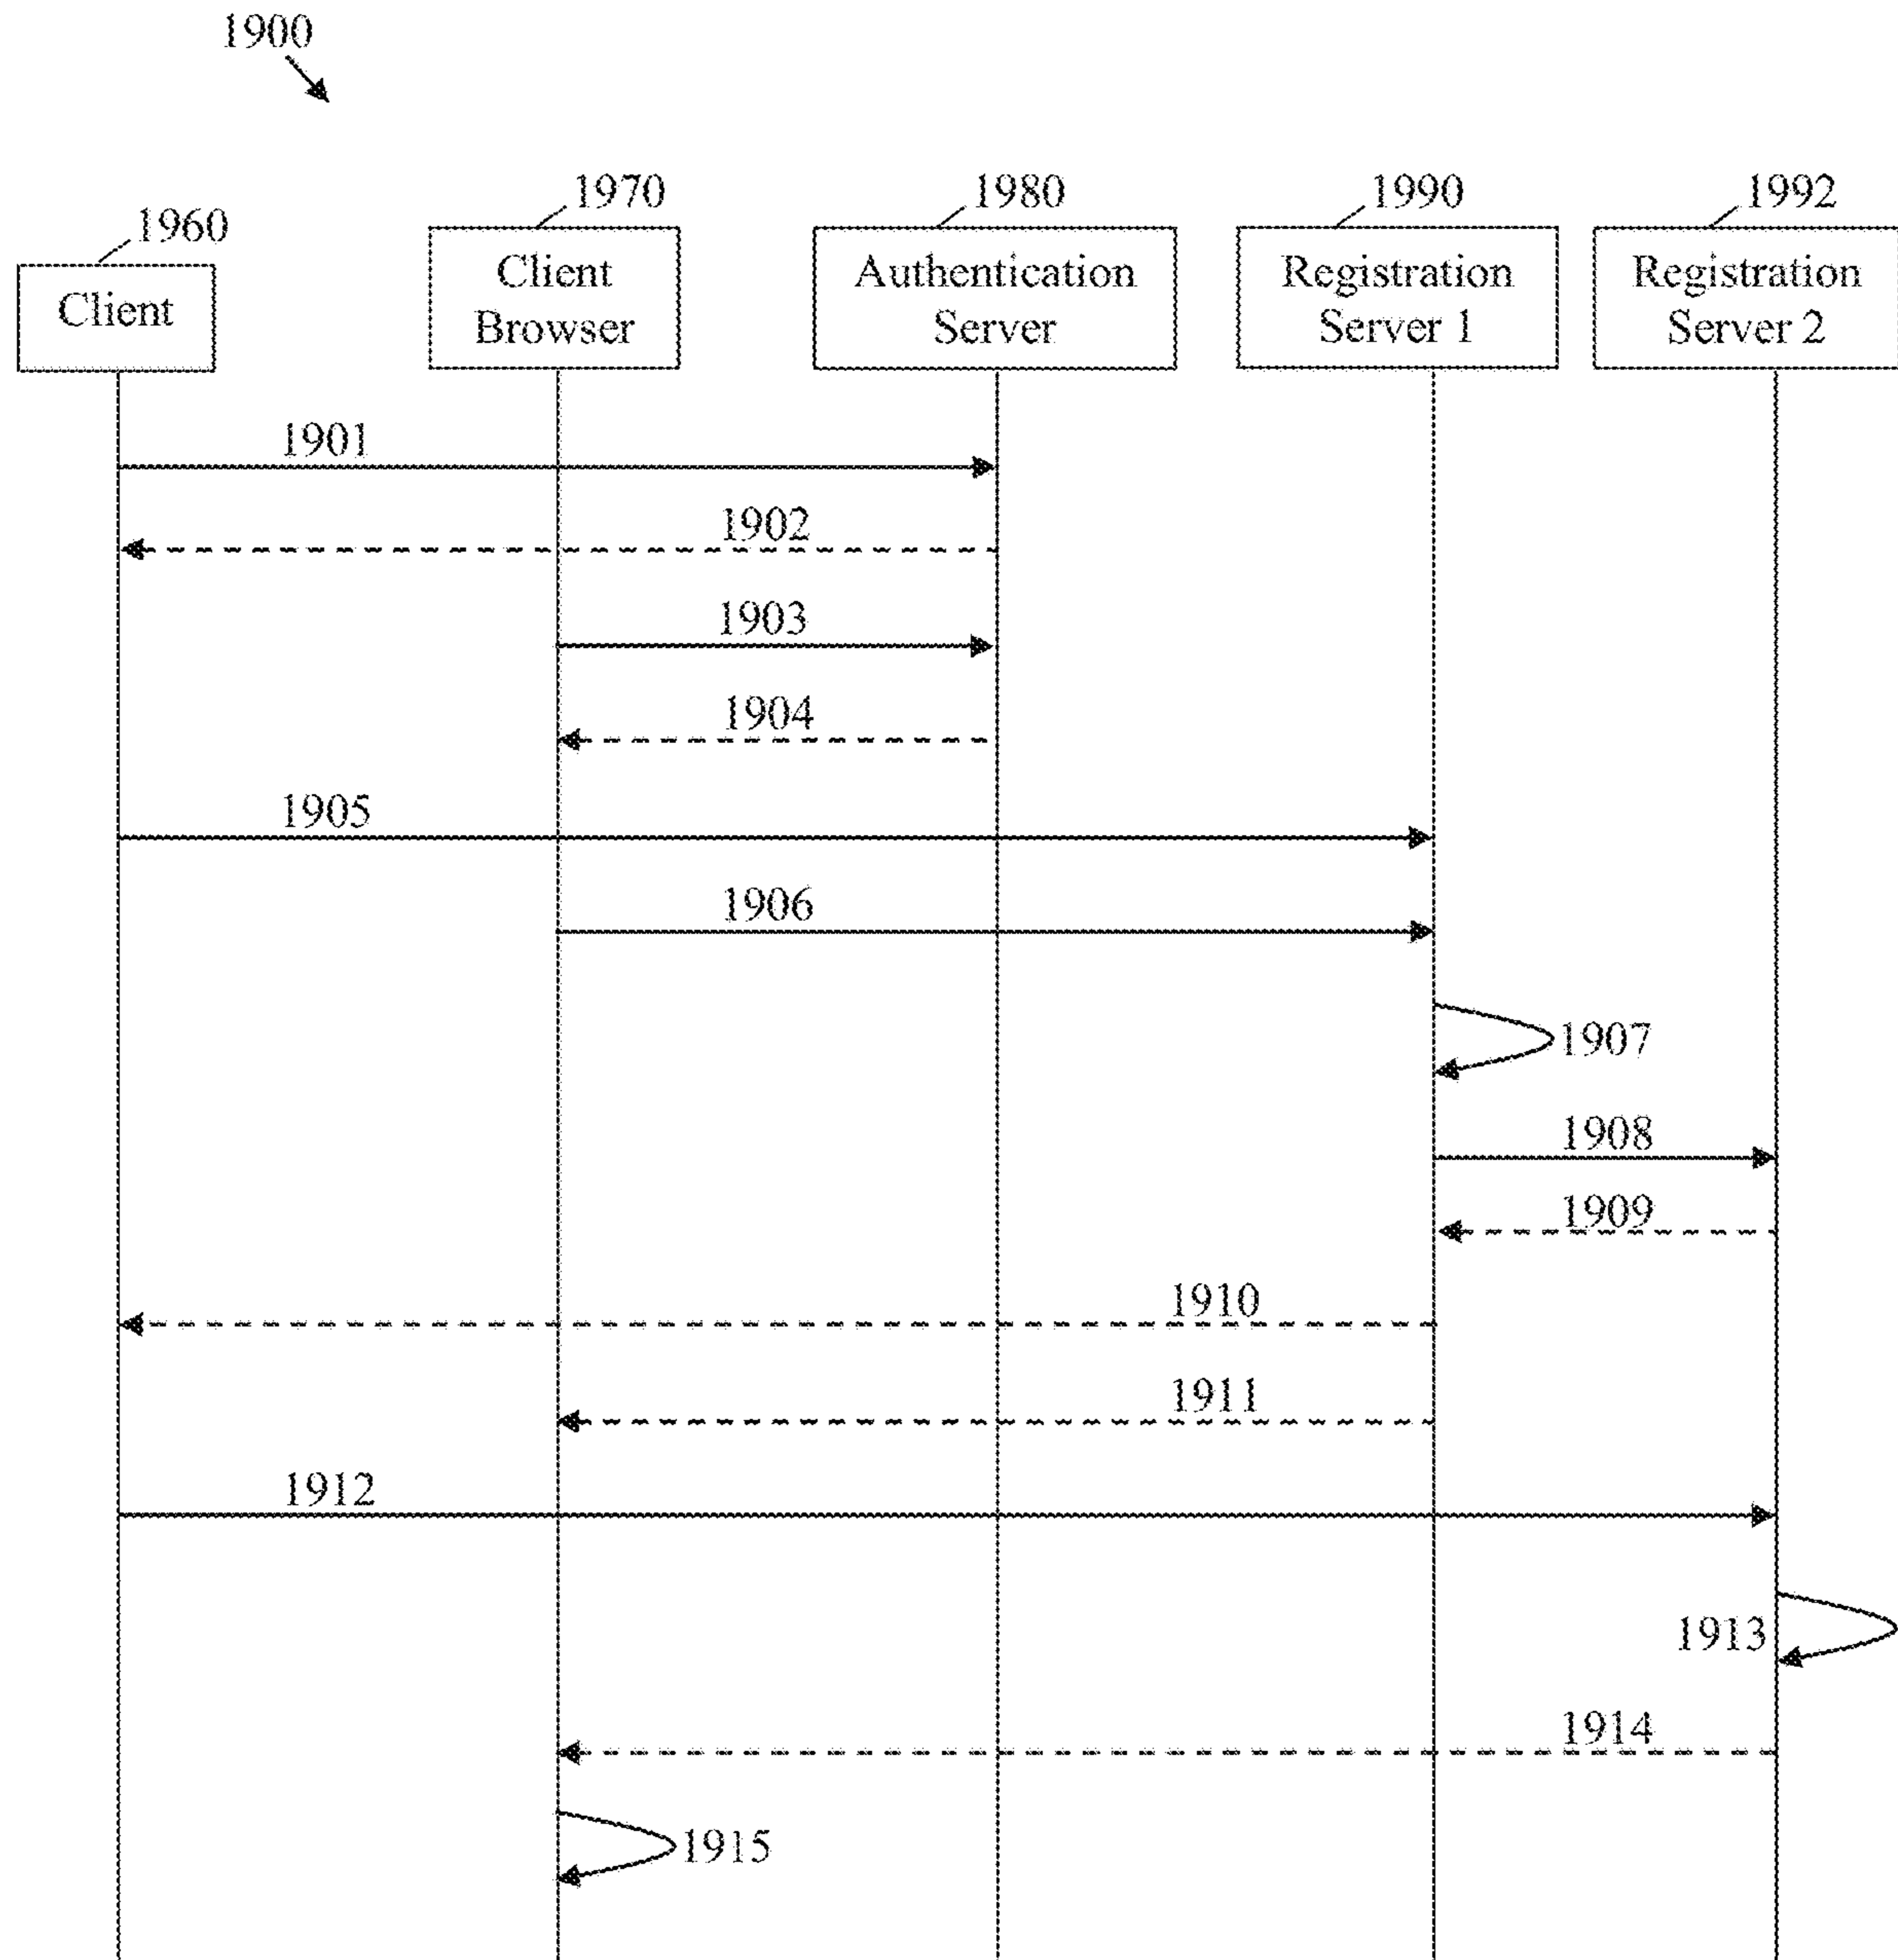 1900
1960
1970
1980
1990
1992
Client
Client
Browser
Authentication
Server
Registration
Server 1
Registration
Server 2
1901
1902
1903
1904
1905
1906
1907
1908
1909
1910
1911
1912
1913
1914
1915